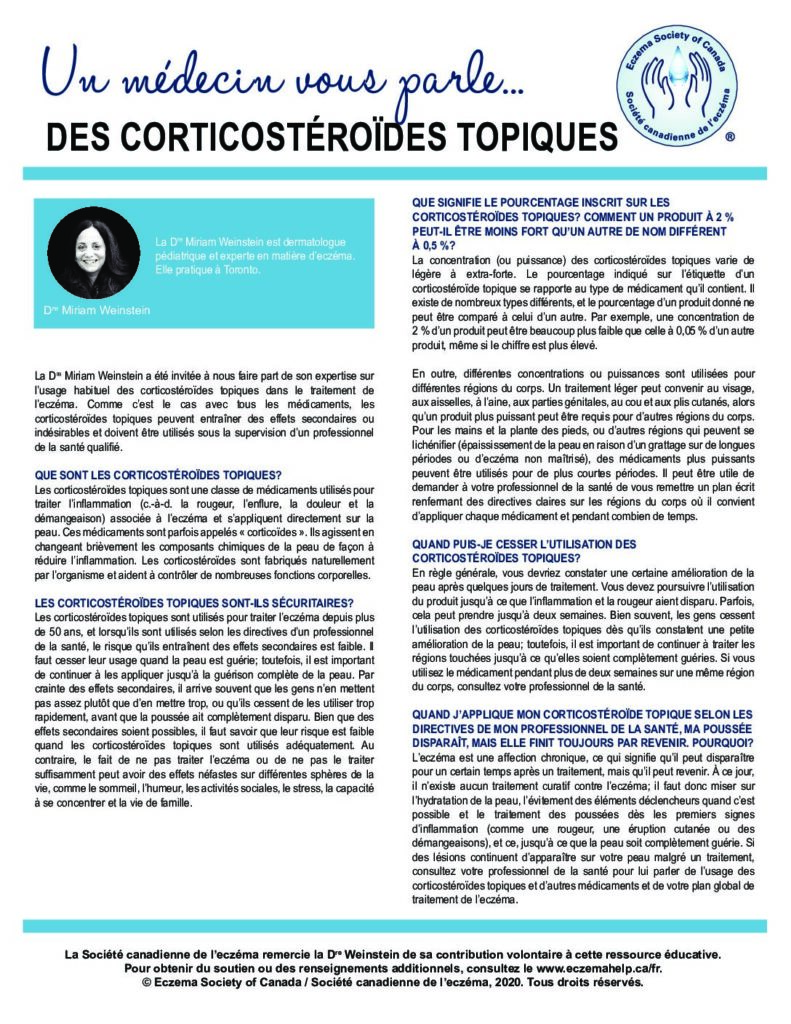 Un médecin vous parle...
DES CORTICOSTÉROÏDES TOPIQUES
Eczema Society of Canada
Société canadienne de l'eczéma
®
La Dre Miriam Weinstein est dermatologue
pédiatrique et experte en matière d'eczéma.
Elle pratique à Toronto.
Dre Miriam Weinstein
La Dre Miriam Weinstein a été invitée à nous faire part de son expertise sur
l'usage habituel des corticostéroïdes topiques dans le traitement de
l'eczéma. Comme c'est le cas avec tous les médicaments, les
corticostéroïdes topiques peuvent entraîner des effets secondaires ou
indésirables et doivent être utilisés sous la supervision d'un professionnel
de la santé qualifié.
QUE SONT LES CORTICOSTÉROÏDES TOPIQUES?
Les corticostéroïdes topiques sont une classe de médicaments utilisés pour
traiter l'inflammation (c.-à-d. la rougeur, l'enflure, la douleur et la
démangeaison) associée à l'eczéma et s'appliquent directement sur la
peau. Ces médicaments sont parfois appelés « corticoïdes ». Ils agissent en
changeant brièvement les composants chimiques de la peau de façon à
réduire l'inflammation. Les corticostéroïdes sont fabriqués naturellement
par l'organisme et aident à contrôler de nombreuses fonctions corporelles.
LES CORTICOSTÉROÏDES TOPIQUES SONT-ILS SÉCURITAIRES?
Les corticostéroïdes topiques sont utilisés pour traiter l'eczéma depuis plus
de 50 ans, et lorsqu'ils sont utilisés selon les directives d'un professionnel
de la santé, le risque qu'ils entraînent des effets secondaires est faible. Il
faut cesser leur usage quand la peau est guérie; toutefois, il est important
de continuer à les appliquer jusqu'à la guérison complète de la peau. Par
crainte des effets secondaires, il arrive souvent que les gens n'en mettent
pas assez plutôt que d'en mettre trop, ou qu'ils cessent de les utiliser trop
rapidement, avant que la poussée ait complètement disparu. Bien que des
effets secondaires soient possibles, il faut savoir que leur risque est faible
quand les corticostéroïdes topiques sont utilisés adéquatement. Au
contraire, le fait de ne pas traiter l'eczéma ou de ne pas le traiter
suffisamment peut avoir des effets néfastes sur différentes sphères de la
vie, comme le sommeil, l'humeur, les activités sociales, le stress, la capacité
à se concentrer et la vie de famille.
QUE SIGNIFIE LE POURCENTAGE INSCRIT SUR LES
CORTICOSTÉROÏDES TOPIQUES? COMMENT UN PRODUIT À 2 %
PEUT-IL ÊTRE MOINS FORT QU'UN AUTRE DE NOM DIFFÉRENT
À 0,5 %?
La concentration (ou puissance) des corticostéroïdes topiques varie de
légère à extra-forte. Le pourcentage indiqué sur l'étiquette d'un
corticostéroïde topique se rapporte au type de médicament qu'il contient. Il
existe de nombreux types différents, et le pourcentage d'un produit donné ne
peut être comparé à celui d'un autre. Par exemple, une concentration de
2 % d'un produit peut être beaucoup plus faible que celle à 0,05 % d'un autre
produit, même si le chiffre est plus élevé.
En outre, différentes concentrations ou puissances sont utilisées pour
différentes régions du corps. Un traitement léger peut convenir au visage,
aux aisselles, à l'aine, aux parties génitales, au cou et aux plis cutanés, alors
qu'un produit plus puissant peut être requis pour d'autres régions du corps.
Pour les mains et la plante des pieds, ou d'autres régions qui peuvent se
lichénifier (épaississement de la peau en raison d'un grattage sur de longues
périodes ou d'eczéma non maîtrisé), des médicaments plus puissants
peuvent être utilisés pour de plus courtes périodes. Il peut être utile de
demander à votre professionnel de la santé de vous remettre un plan écrit
renfermant des directives claires sur les régions du corps où il convient
d'appliquer chaque médicament et pendant combien de temps.
QUAND PUIS-JE CESSER L'UTILISATION DES
CORTICOSTÉROÏDES TOPIQUES?
En règle générale, vous devriez constater une certaine amélioration de la
peau après quelques jours de traitement. Vous devez poursuivre l'utilisation
du produit jusqu'à ce que l'inflammation et la rougeur aient disparu. Parfois,
cela peut prendre jusqu'à deux semaines. Bien souvent, les gens cessent
l'utilisation des corticostéroïdes topiques dès qu'ils constatent une petite
amélioration de la peau; toutefois, il est important de continuer à traiter les
régions touchées jusqu'à ce qu'elles soient complètement guéries. Si vous
utilisez le médicament pendant plus de deux semaines sur une même région
du corps, consultez votre professionnel de la santé.
QUAND J'APPLIQUE MON CORTICOSTÉROÏDE TOPIQUE SELON LES
DIRECTIVES DE MON PROFESSIONNEL DE LA SANTÉ, MA POUSSÉE
DISPARAÎT, MAIS ELLE FINIT TOUJOURS PAR REVENIR. POURQUOI?
L'eczéma est une affection chronique, ce qui signifie qu'il peut disparaître
pour un certain temps après un traitement, mais qu'il peut revenir. À ce jour,
il n'existe aucun traitement curatif contre l'eczéma; il faut donc miser sur
l'hydratation de la peau, l'évitement des éléments déclencheurs quand c'est
possible et le traitement des poussées dès les premiers signes
d'inflammation (comme une rougeur, une éruption cutanée ou des
démangeaisons), et ce, jusqu'à ce que la peau soit complètement guérie. Si
des lésions continuent d'apparaître sur votre peau malgré un traitement,
consultez votre professionnel de la santé pour lui parler de l'usage des
corticostéroïdes topiques et d'autres médicaments et de votre plan global de
traitement de l'eczéma.
La Société canadienne de l'eczéma remercie la Dre Weinstein de sa contribution volontaire à cette ressource éducative.
Pour obtenir du soutien ou des renseignements additionnels, consultez le www.eczemahelp.ca/fr.
© Eczema Society of Canada / Société canadienne de l'eczéma, 2020. Tous droits réservés.